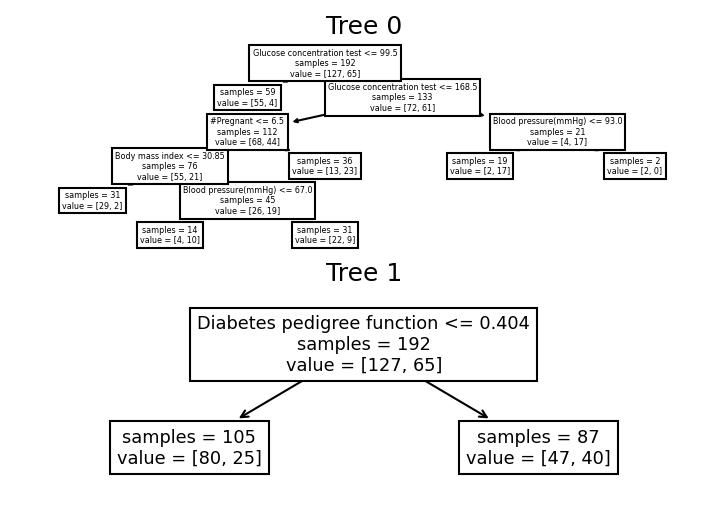 Tree 0
Glucose concentration test <= 99.5
samples = 192
value = [127, 65]
samples = 59
value = [55, 4]
Glucose concentration test <= 168.5
samples = 133
value = [72, 61]
#Pregnant <= 6.5
samples = 112
value = [68, 44]
Blood pressure(mmHg) <= 93.0
samples = 21
value = [4, 17]
Body mass index <= 30.85
samples = 76
value = [55, 21]
samples = 36
value = [13, 23]
samples = 19
value = [2, 17]
samples = 2
value = [2, 0]
samples = 31
value = [29, 2]
Blood pressure(mmHg) <= 67.0
samples = 45
value = [26, 19]
samples = 14
value = [4, 10]
samples = 31
value = [22, 9]
Tree 1
Diabetes pedigree function <= 0.404
samples = 192
value = [127, 65]
samples = 105
value = [80, 25]
samples = 87
value = [47, 40]